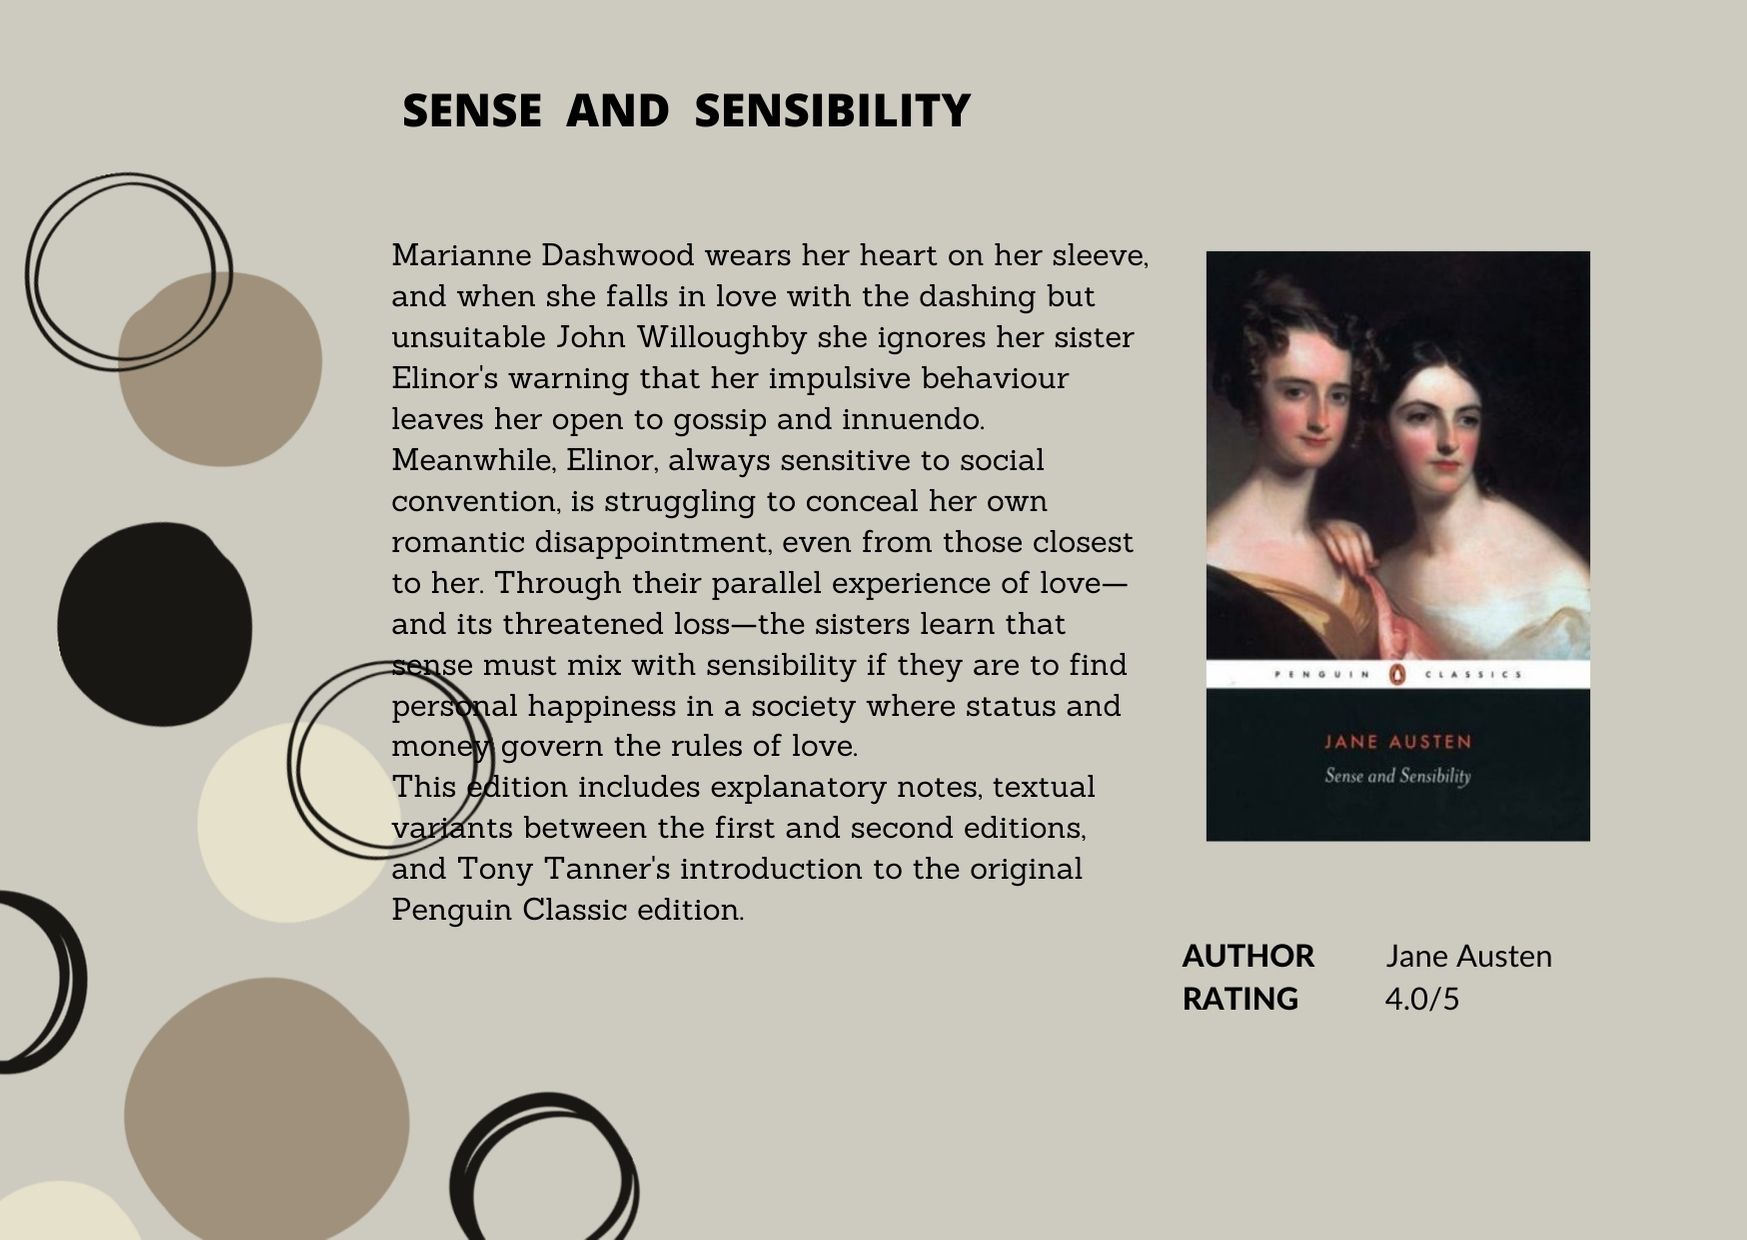 SENSE AND SENSIBILITY
Marianne Dashwood wears her heart on her sleeve,
and when she falls in love with the dashing but
unsuitable John Willoughby she ignores her sister
Elinor's warning that her impulsive behaviour
leaves her open to gossip and innuendo.
Meanwhile, Elinor, always sensitive to social
convention, is struggling to conceal her own
romantic disappointment, even from those closest
to her. Through their parallel experience of love—
and its threatened loss—the sisters learn that
sense must mix with sensibility if they are to find
personal happiness in a society where status and
money govern the rules of love.
This edition includes explanatory notes, textual
variants between the first and second editions,
and Tony Tanner's introduction to the original
Penguin Classic edition.
PENGUIN CLASSICS
JANE AUSTEN
Sense and Sensibility
AUTHOR Jane Austen
RATING 4.0/5